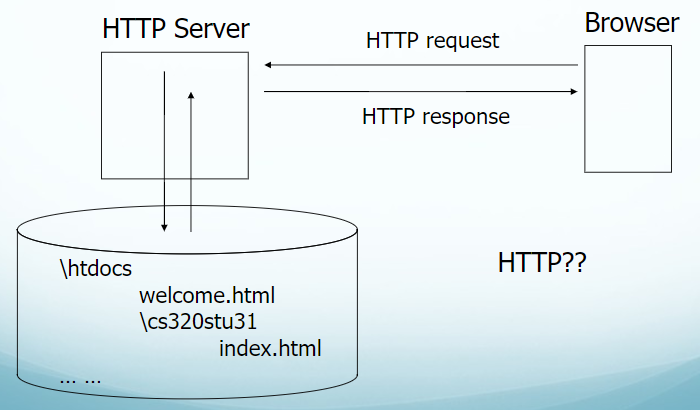 HTTP Server
Browser
HTTP request
HTTP response
HTTP??
\htdocs
welcome.html
\cs320stu31
index.html
... ...